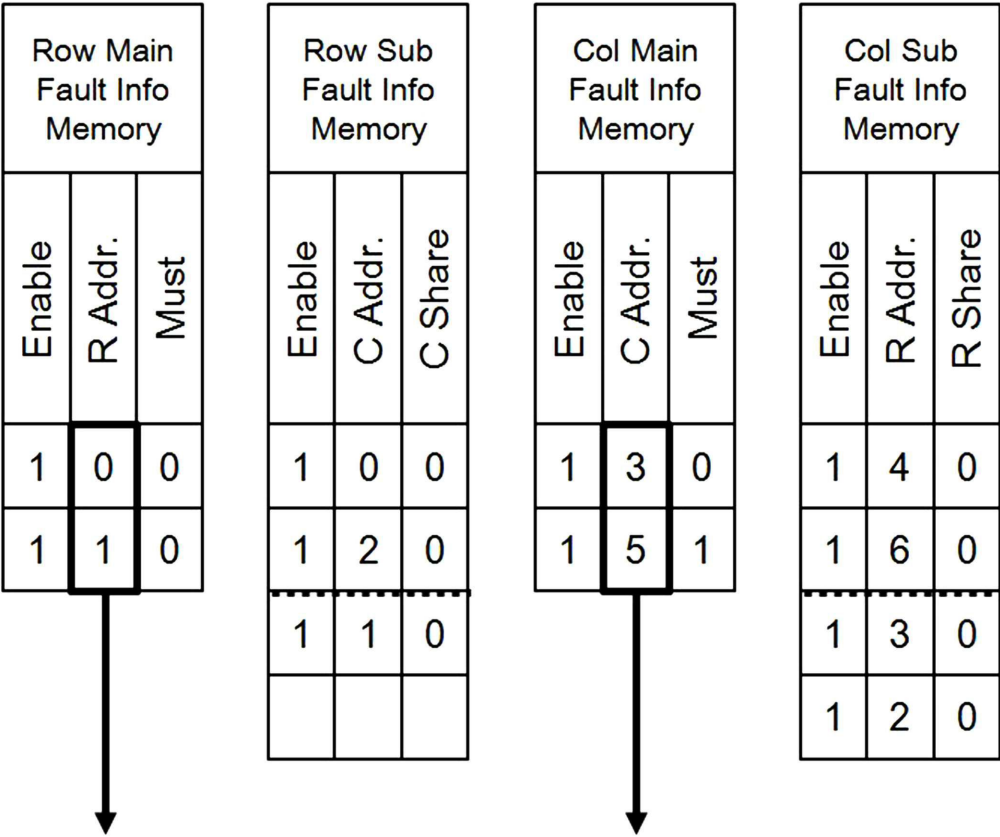 Row Main
Fault Info
Memory
Enable
R Addr.
Must
1 0 0
1 1 0
Row Sub
Fault Info
Memory
Enable
C Addr.
C Share
1 0 0
1 2 0
1 1 0
Col Main
Fault Info
Memory
Enable
C Addr.
Must
1 3 0
1 5 1
Col Sub
Fault Info
Memory
Enable
R Addr.
R Share
1 4 0
1 6 0
1 3 0
1 2 0